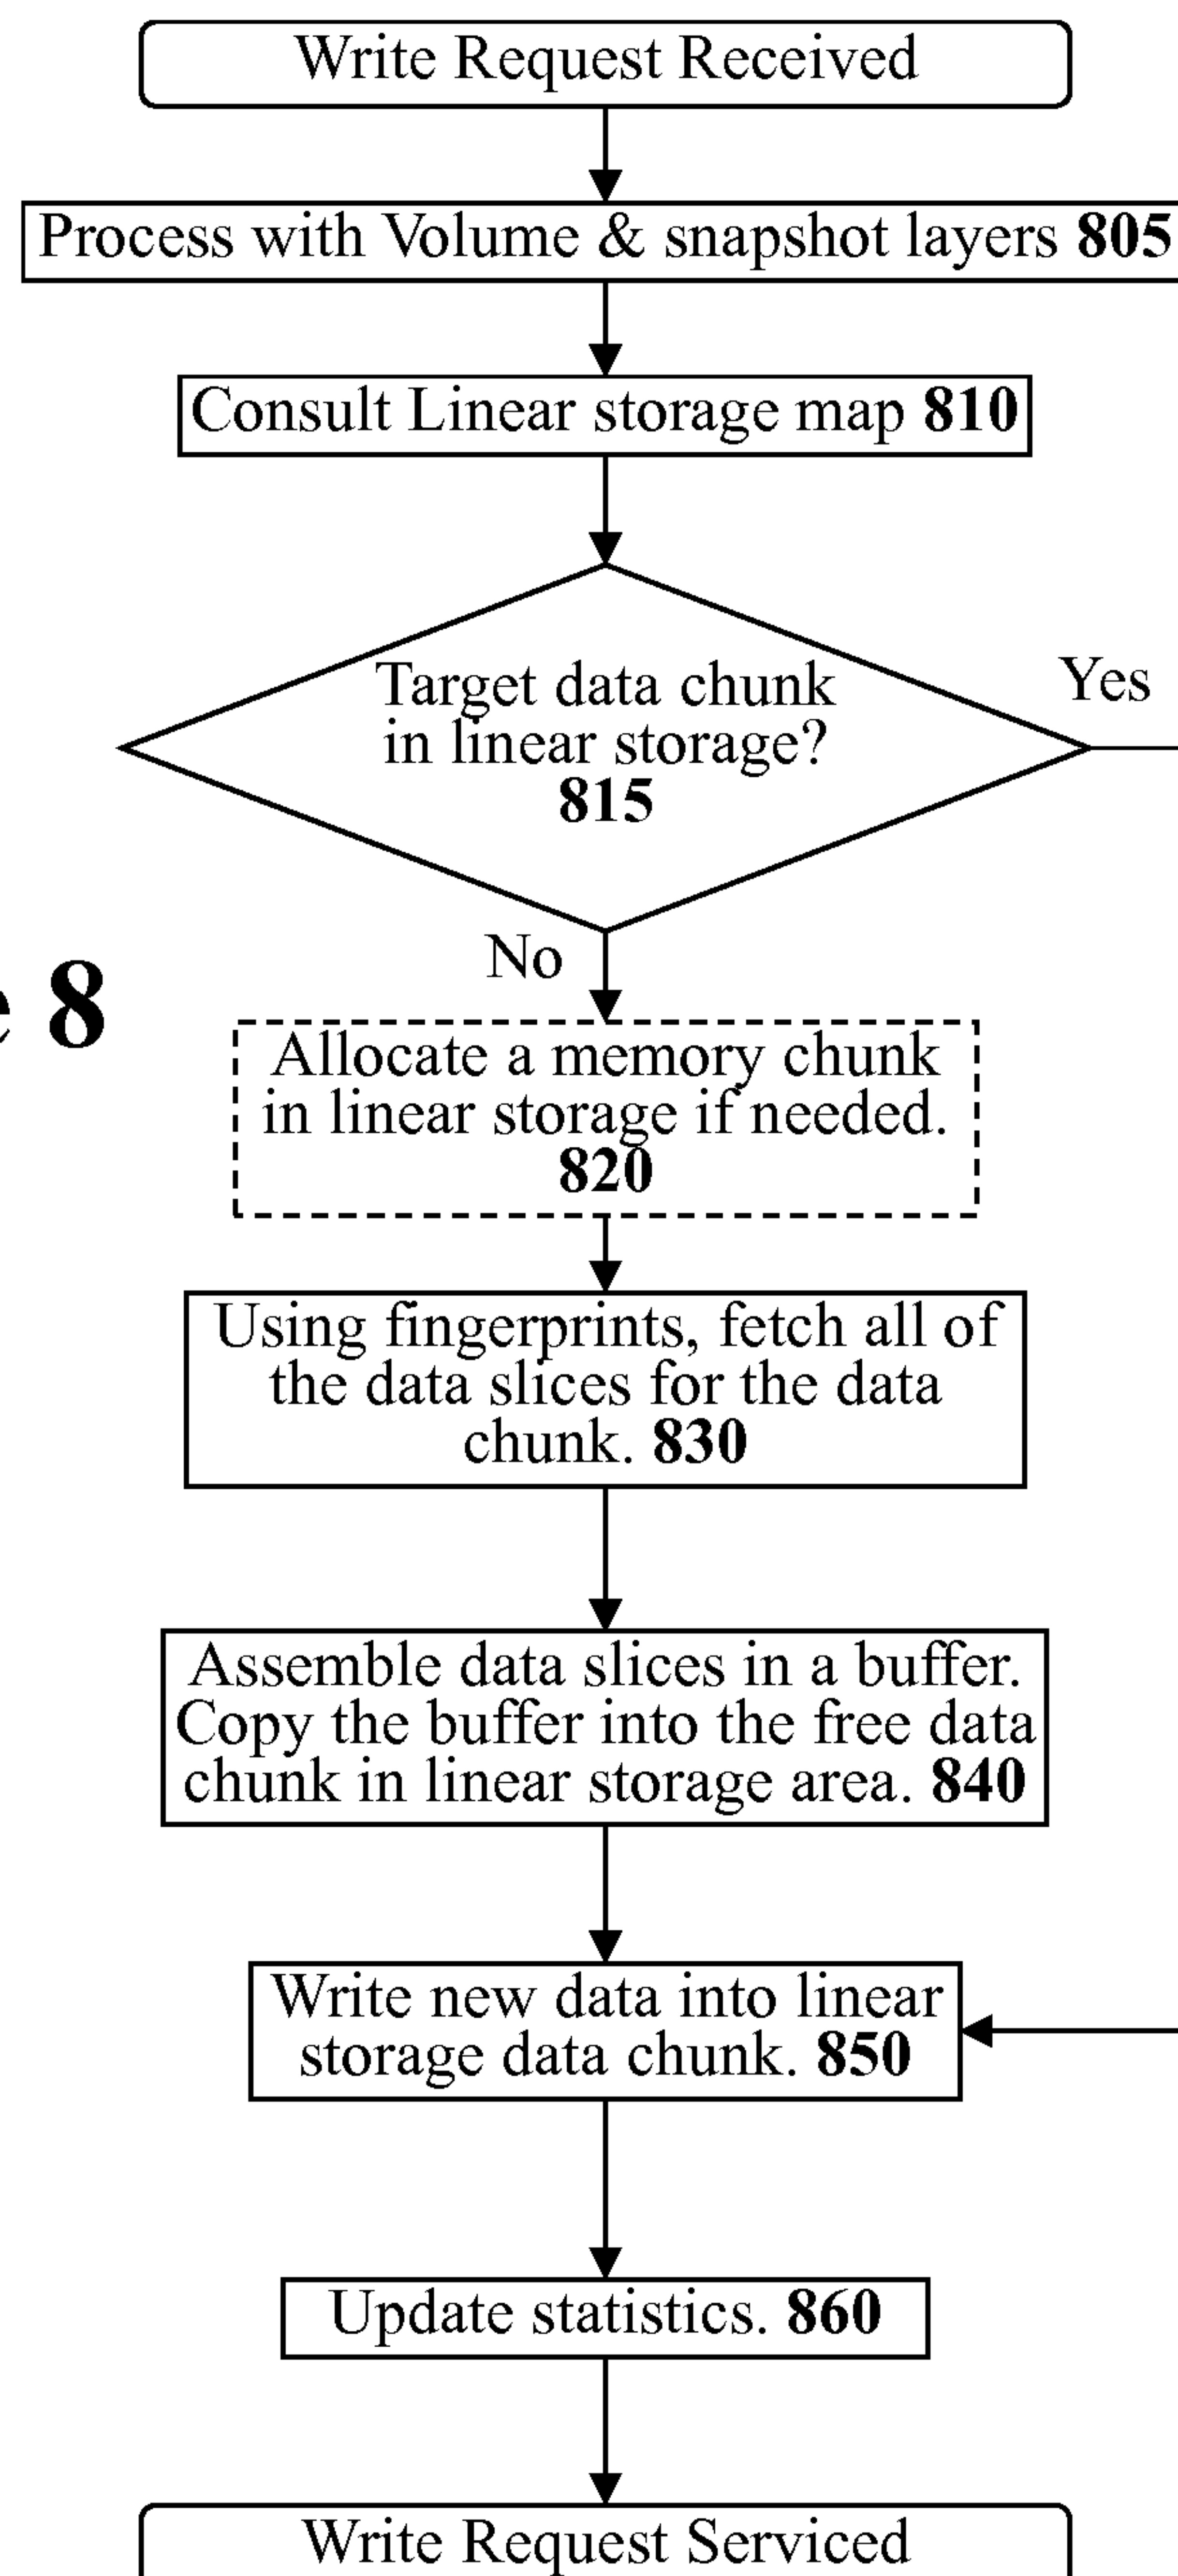 Write Request Received
Process with Volume & snapshot layers 805
Consult Linear storage map 810
Target data chunk
in linear storage?
815
Yes
No
8
Allocate a memory chunk
in linear storage if needed.
820
Using fingerprints, fetch all of
the data slices for the data
chunk. 830
Assemble data slices in a buffer.
Copy the buffer into the free data
chunk in linear storage area. 840
Write new data into linear
storage data chunk. 850
Update statistics. 860
Write Request Serviced